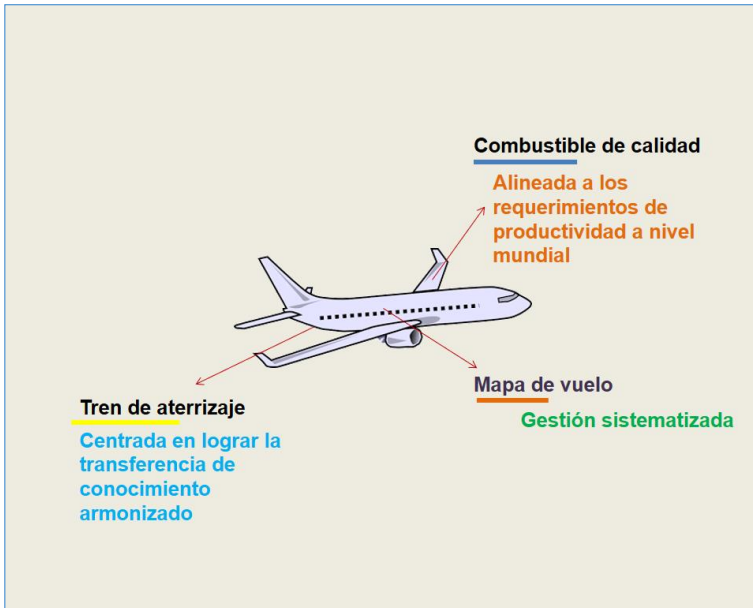 Combustible de calidad
Alineada a los
requerimientos de
productividad a nivel
mundial
Mapa de vuelo
Gestión sistematizada
Tren de aterrizaje
Centrada en lograr la
transferencia de
conocimiento
armonizado